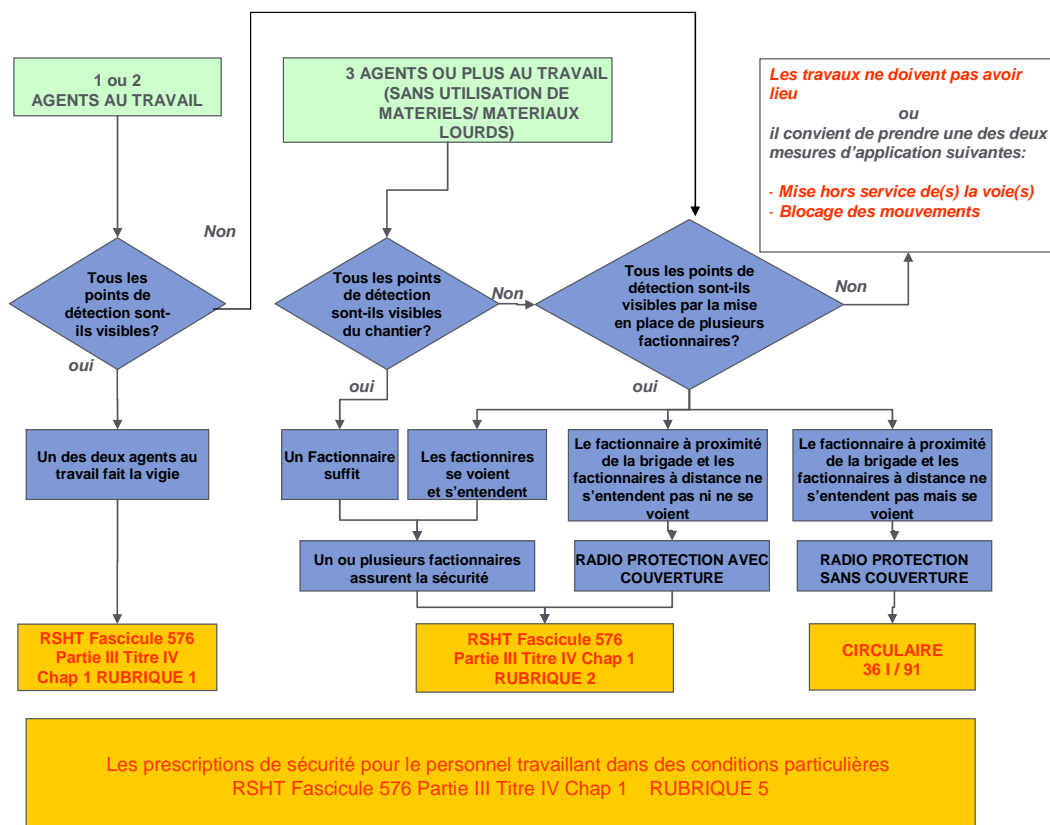 1 ou 2
AGENTS AU TRAVAIL
3 AGENTS OU PLUS AU TRAVAIL
(SANS UTILISATION DE
MATERIELS/ MATERIAUX
LOURDS)
Les travaux ne doivent pas avoir
lieu
ou
il convient de prendre une des deux
mesures d'application suivantes:
- Mise hors service de(s) la voie(s)
- Blocage des mouvements
Non
Tous les
points de
détection sont-
ils visibles?
Tous les points
de détection
sont-ils visibles
du chantier?
Non
Tous les points de
détection sont-ils
visibles par la mise
en place de plusieurs
factionnaires?
Non
oui
oui
oui
Un des deux agents au
travail fait la vigie
Un Factionnaire
suffit
Les factionnires
se voient
et s'entendent
Le factionnaire à proximité
de la brigade et les
factionnaires à distance ne
s'entendent pas ni ne se
voient
Le factionnaire à proximité
de la brigade et les
factionnaires à distance ne
s'entendent pas mais se
voient
Un ou plusieurs factionnaires
assurent la sécurité
RADIO PROTECTION AVEC
COUVERTURE
RADIO PROTECTION
SANS COUVERTURE
RSHT Fascicule 576
Partie III Titre IV
Chap 1 RUBRIQUE 1
RSHT Fascicule 576
Partie III Titre IV Chap 1
RUBRIQUE 2
CIRCULAIRE
36 I / 91
Les prescriptions de sécurité pour le personnel travaillant dans des conditions particulières
RSHT Fascicule 576 Partie III Titre IV Chap 1 RUBRIQUE 5